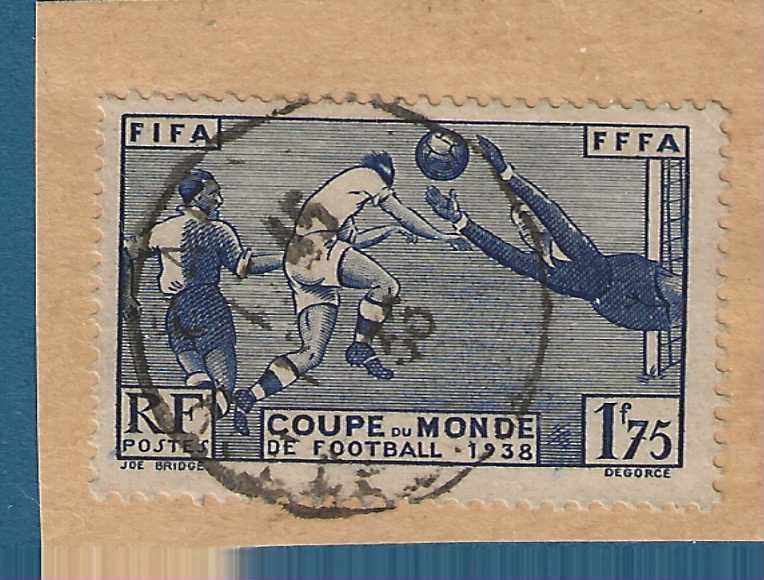 FIFA
FFFA
RF
POSTES
COUPE DU MONDE
DE FOOTBALL · 1938
1f75
JOE BRIDGE
DEGORCE